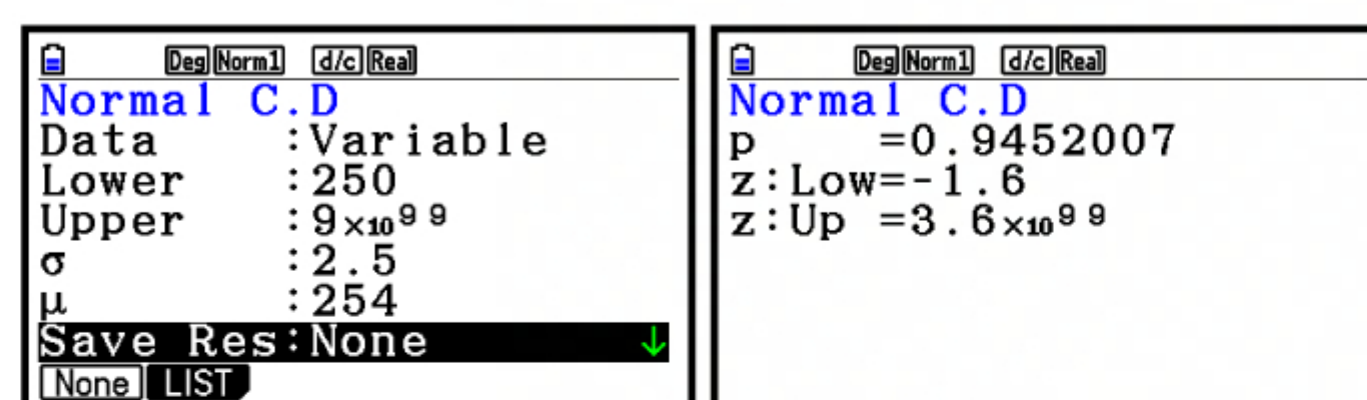 Deg Norm1 d/c Real
Normal C.D
Data :Variable
Lower :250
Upper :9×10⁹⁹
σ :2.5
μ :254
Save Res:None ↓
None LIST
Deg Norm1 d/c Real
Normal C.D
p =0.9452007
z:Low=-1.6
z:Up =3.6×10⁹⁹